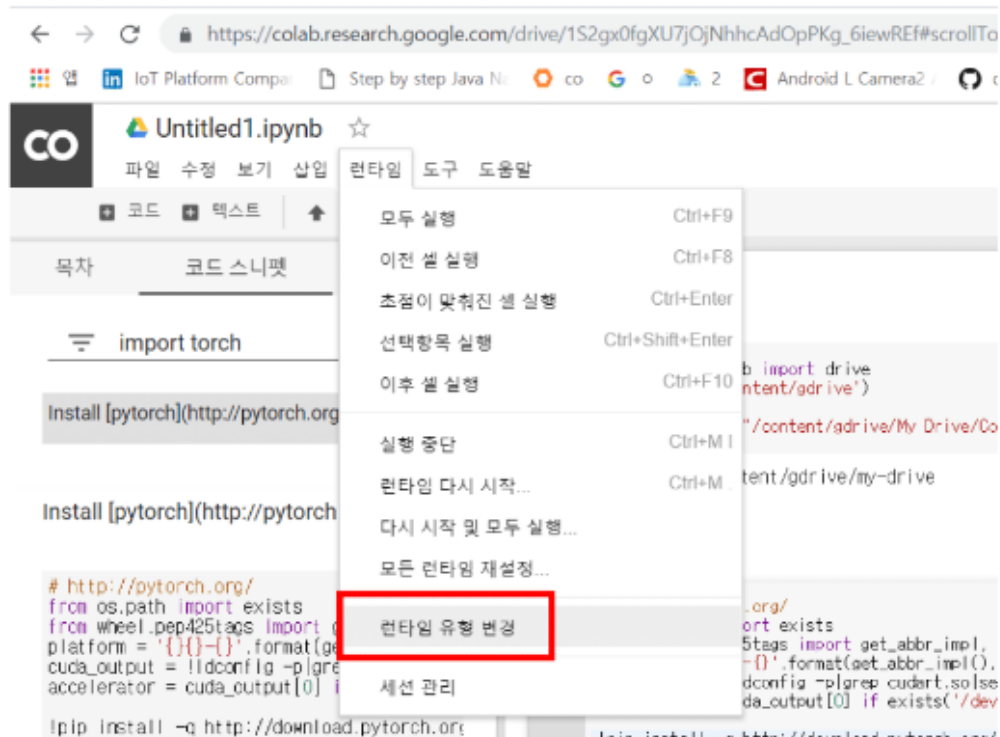 https://colab.research.google.com/drive/1S2gx0fgXU7jOjNhhcAdOpPKg_6iewREf#scrollTo
앱 IoT Platform Compa Step by step Java N co G 2 Android L Camera2
CO Untitled1.ipynb
파일 수정 보기 삽입 런타임 도구 도움말
코드 텍스트
목차 코드 스니펫
import torch
Install [pytorch](http://pytorch.org
Install [pytorch](http://pytorch
# http://pytorch.org/
from os.path import exists
from wheel.pep425tags import
platform = '{}{}-{}'.format(ge
cuda_output = !ldconfig -p|gre
accelerator = cuda_output[0] i
!pip install -q http://download.pytorch.org
모두 실행 Ctrl+F9
이전 셀 실행 Ctrl+F8
초점이 맞춰진 셀 실행 Ctrl+Enter
선택항목 실행 Ctrl+Shift+Enter
이후 셀 실행 Ctrl+F10
실행 중단 Ctrl+M I
런타임 다시 시작... Ctrl+M .
다시 시작 및 모두 실행...
모든 런타임 재설정...
런타임 유형 변경
세션 관리
b import drive
ntent/gdrive')
"/content/gdrive/My Drive/Co
tent/gdrive/my-drive
.org/
ort exists
5tags import get_abbr_impl,
-{}'.format(get_abbr_impl(),
dconfig -p|grep cudart.so|sed
da_output[0] if exists('/dev